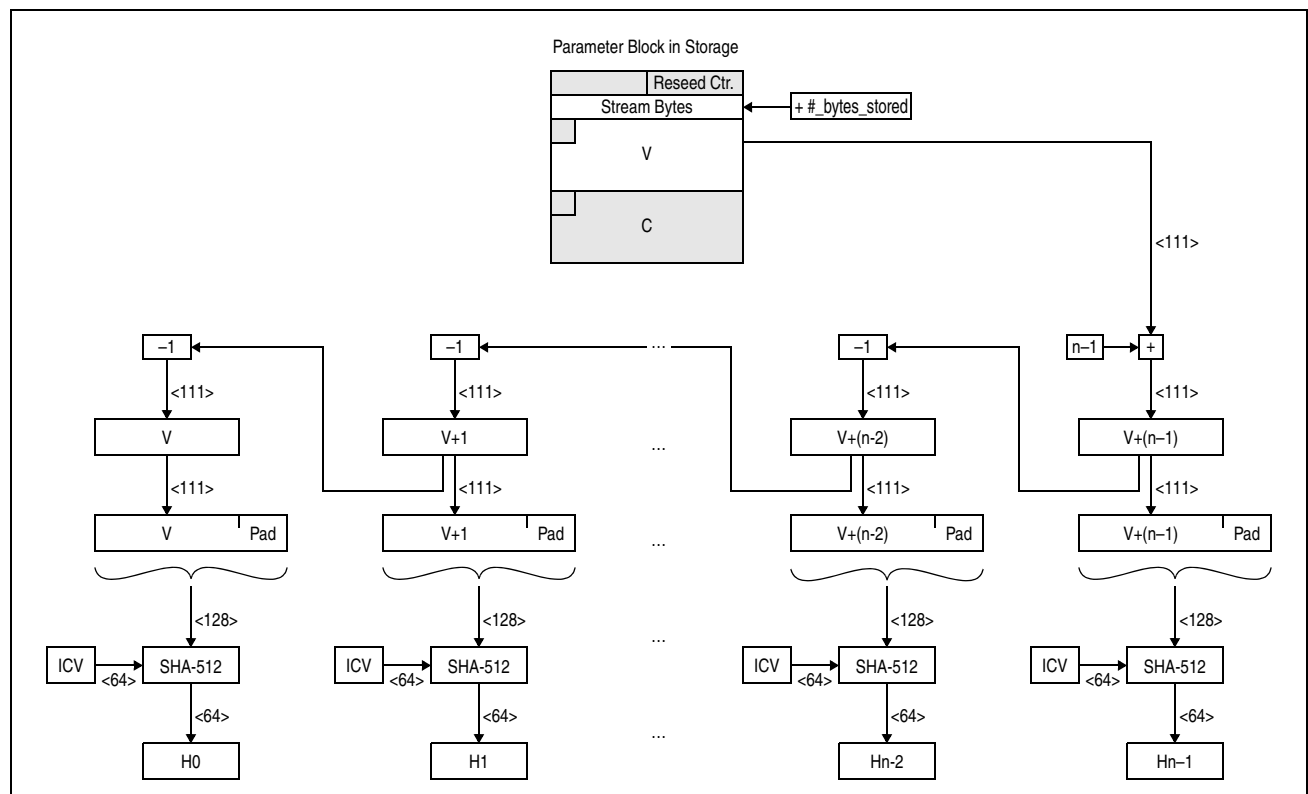 Parameter Block in Storage
Reseed Ctr.
Stream Bytes
+ #_bytes_stored
V
C
<111>
–1
–1
...
–1
n–1
+
<111>
<111>
<111>
<111>
V
V+1
...
V+(n-2)
V+(n–1)
<111>
<111>
<111>
<111>
V
Pad
V+1
Pad
...
V+(n-2)
Pad
V+(n–1)
Pad
<128>
<128>
...
<128>
<128>
ICV
SHA-512
ICV
SHA-512
ICV
SHA-512
ICV
SHA-512
<64>
<64>
<64>
<64>
<64>
<64>
...
<64>
<64>
H0
H1
Hn-2
Hn–1